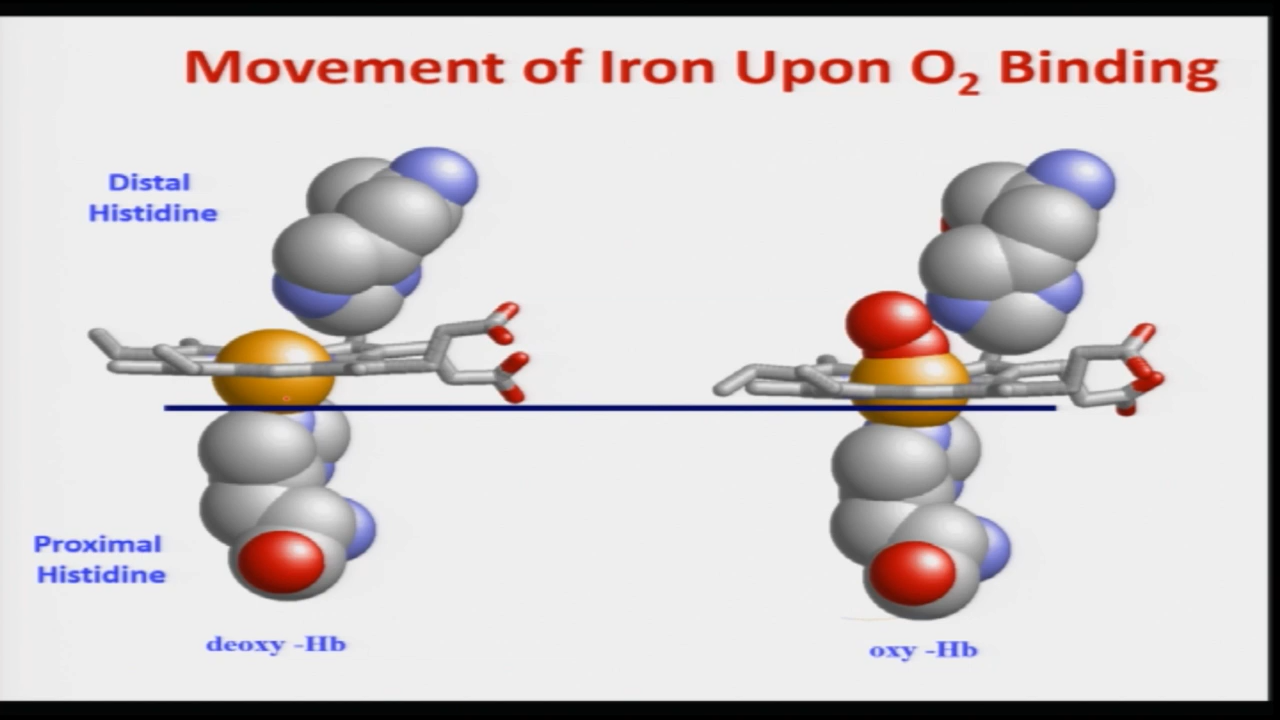 Movement of Iron Upon O₂ Binding
Distal
Histidine
Proximal
Histidine
deoxy -Hb
oxy -Hb